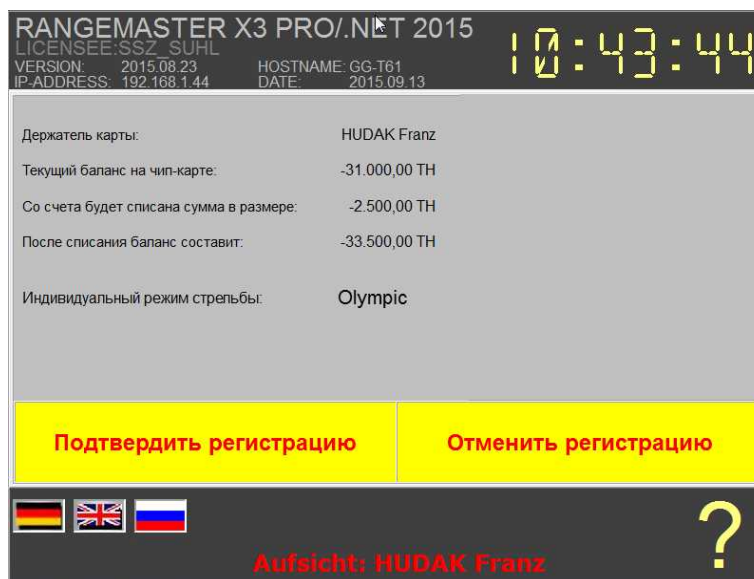 RANGEMASTER X3 PRO/.NET 2015
LICENSEE:SSZ_SUHL
VERSION: 2015.08.23 HOSTNAME: GG-T61
IP-ADDRESS: 192.168.1.44 DATE: 2015.09.13
10:43:44
Держатель карты: HUDAK Franz
Текущий баланс на чип-карте: -31.000,00 TH
Со счета будет списана сумма в размере: -2.500,00 TH
После списания баланс составит: -33.500,00 TH
Индивидуальный режим стрельбы: Olympic
Подтвердить регистрацию Отменить регистрацию
?
Aufsicht: HUDAK Franz